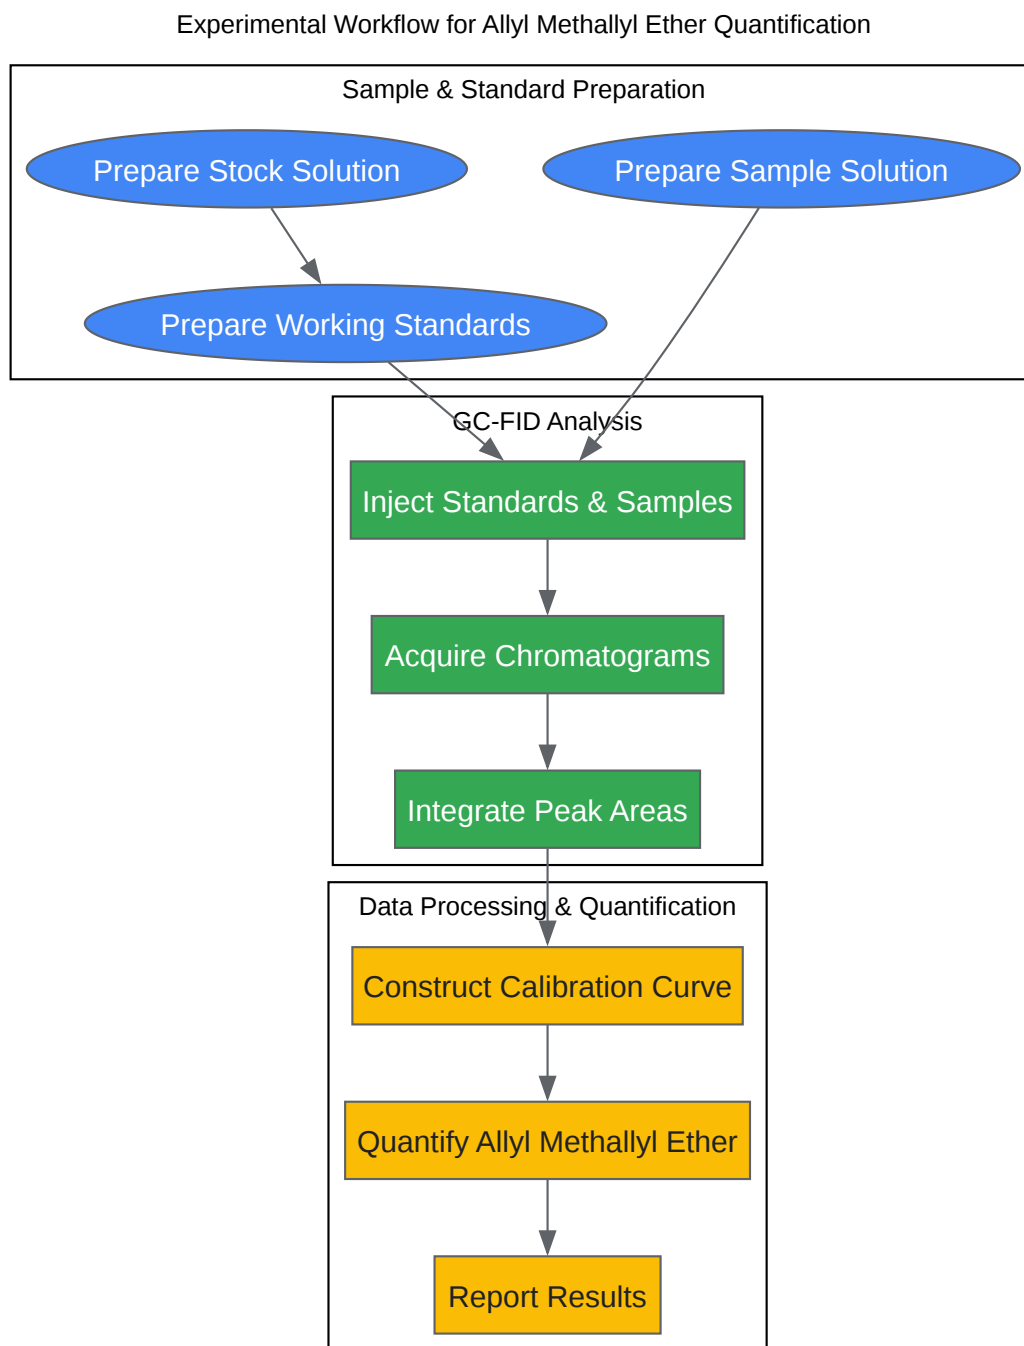 Experimental Workflow for Allyl Methallyl Ether Quantification
Sample & Standard Preparation
Prepare Stock Solution
Prepare Sample Solution
Prepare Working Standards
GC-FID Analysis
Inject Standards & Samples
Acquire Chromatograms
Integrate Peak Areas
Data Processing & Quantification
Construct Calibration Curve
Quantify Allyl Methallyl Ether
Report Results